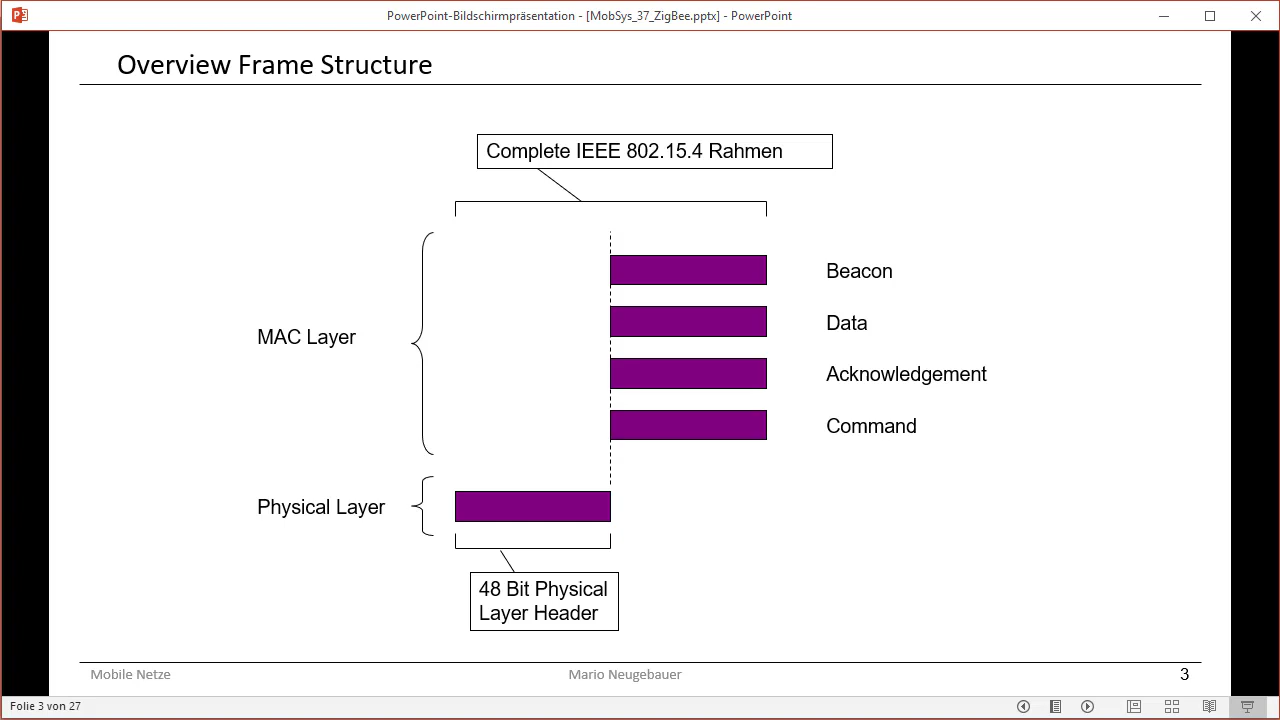 PowerPoint-Bildschirmpräsentation - [MobSys_37_ZigBee.pptx] - PowerPoint
Overview Frame Structure
Complete IEEE 802.15.4 Rahmen
Beacon
Data
MAC Layer
Acknowledgement
Command
Physical Layer
48 Bit Physical
Layer Header
Mobile Netze
Mario Neugebauer
3
Folie 3 von 27